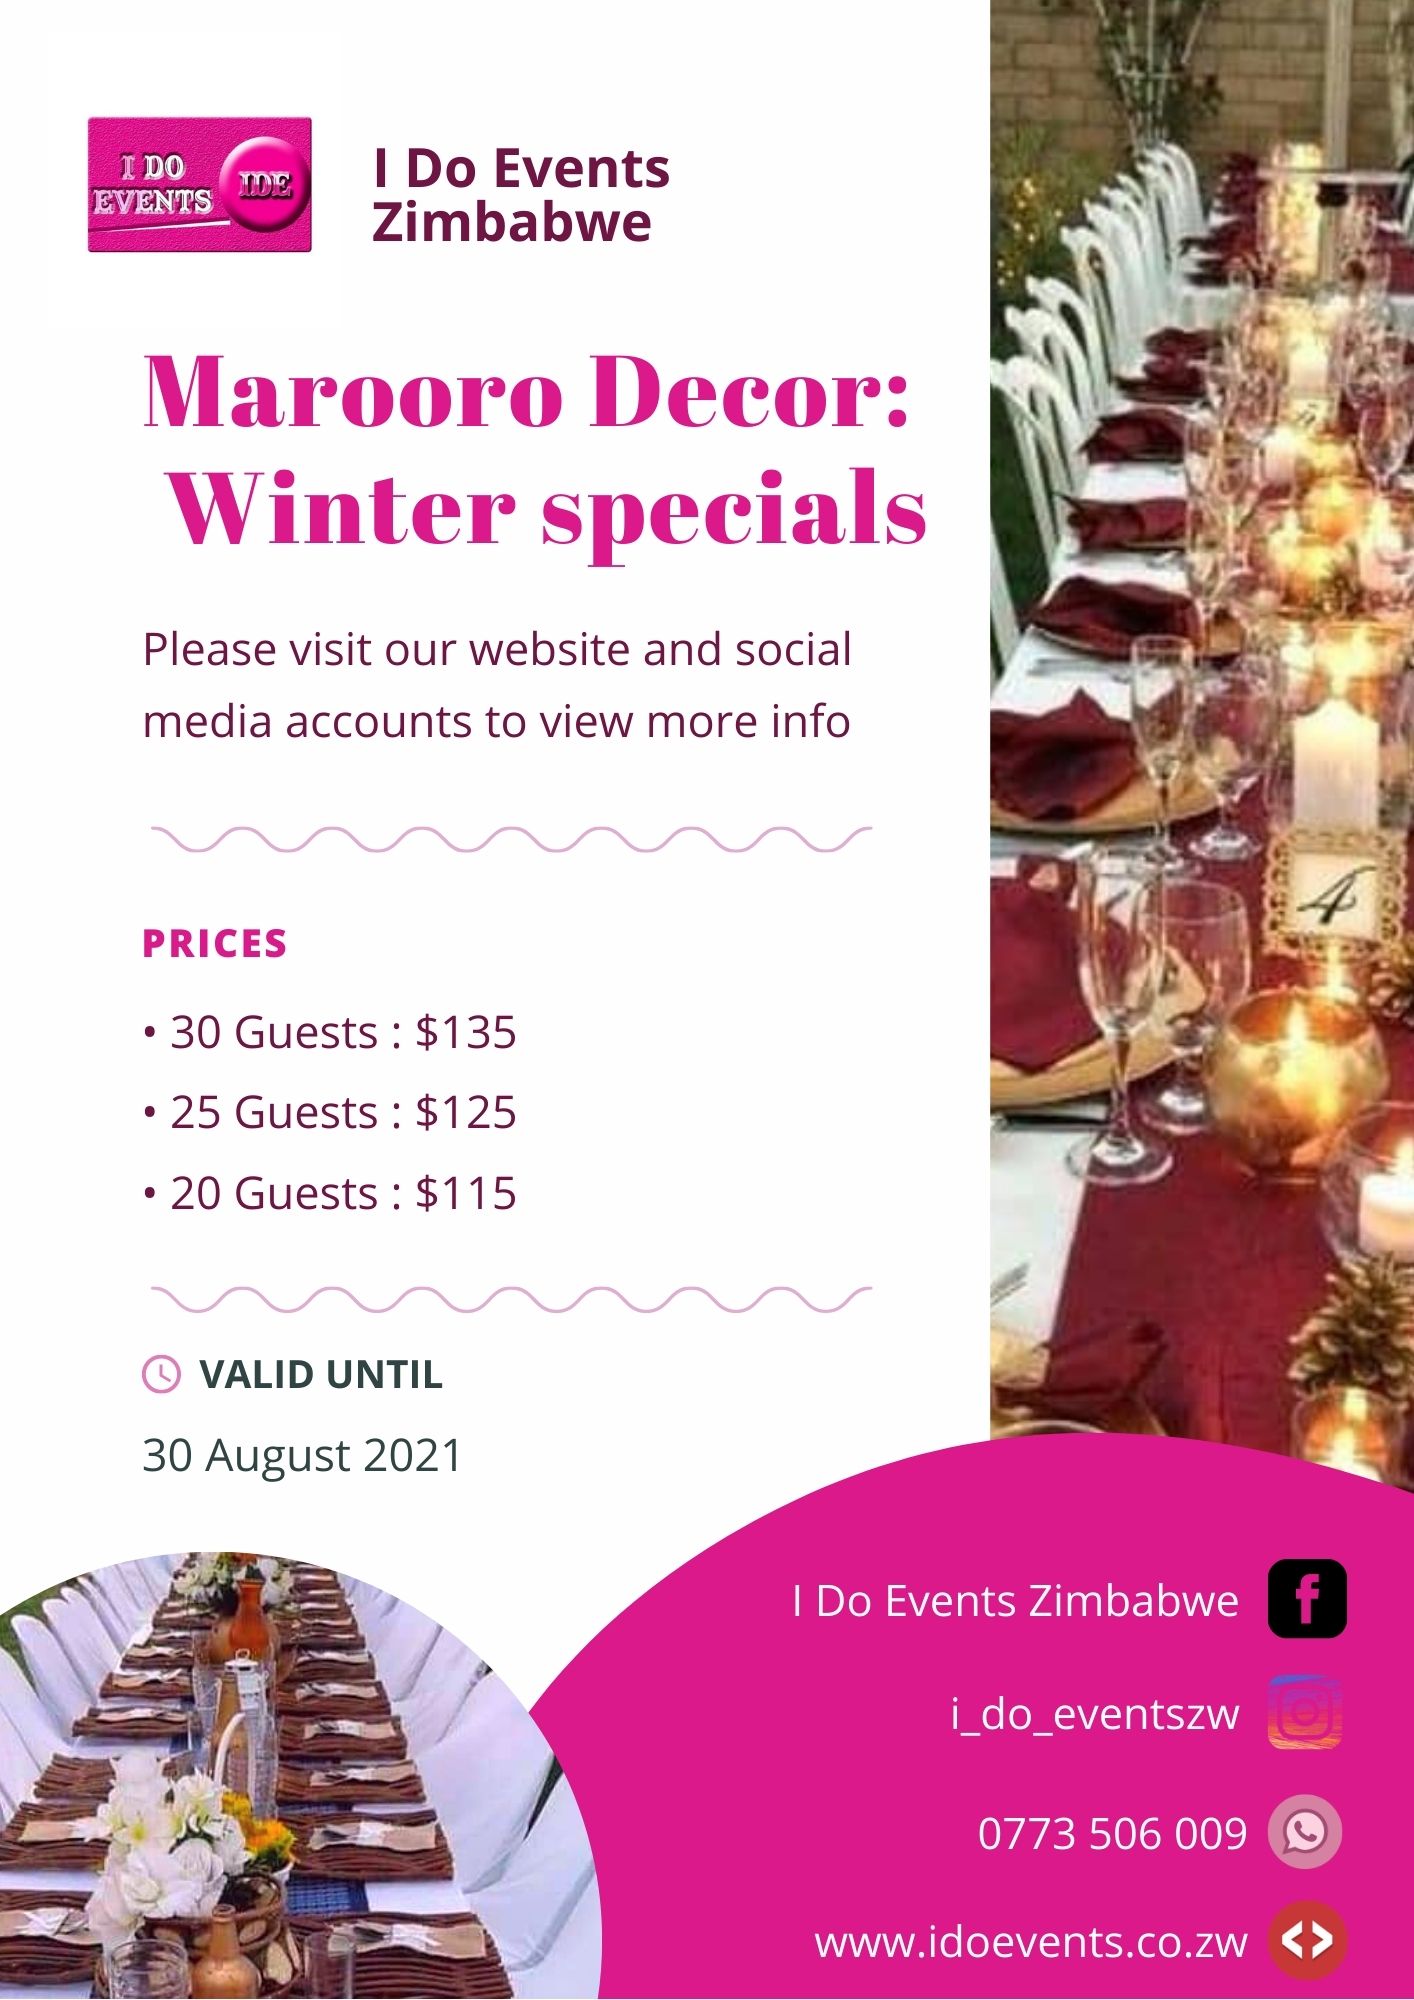 I DO
EVENTS
IDE
I Do Events
Zimbabwe
Marooro Decor:
Winter specials
Please visit our website and social
media accounts to view more info
PRICES
• 30 Guests : $135
• 25 Guests : $125
• 20 Guests : $115
VALID UNTIL
30 August 2021
4
I Do Events Zimbabwe
i_do_eventszw
0773 506 009
www.idoevents.co.zw